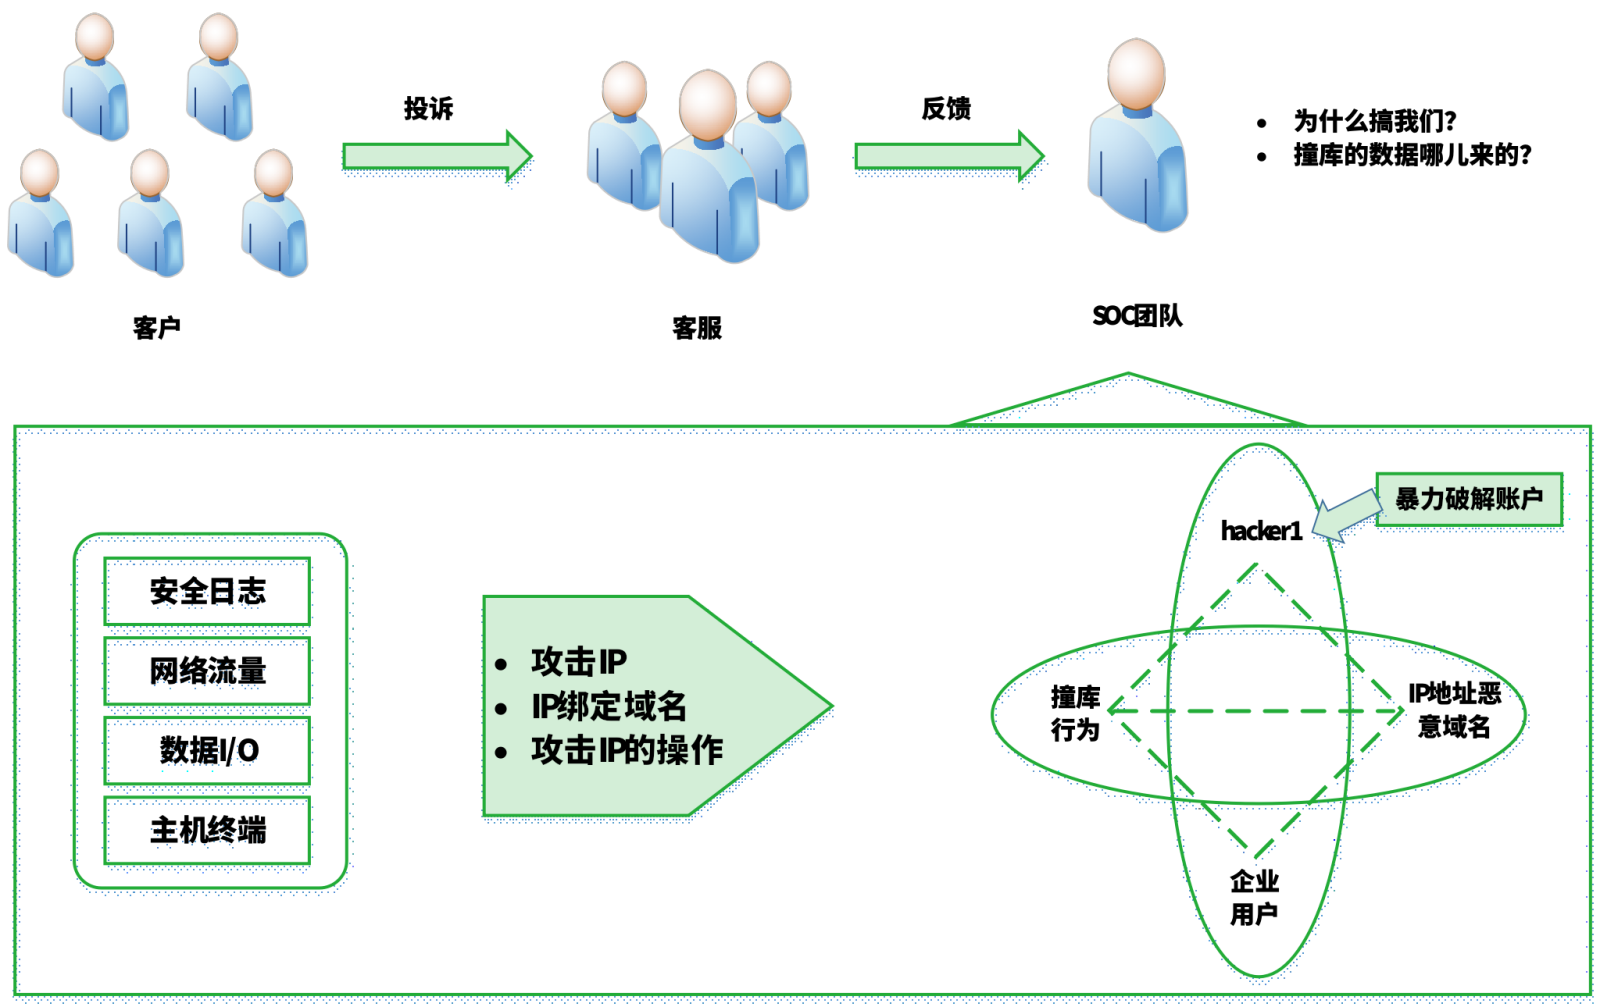 投诉
反馈
• 为什么搞我们?
• 撞库的数据哪儿来的?
客户
客服
SOC团队
安全日志
网络流量
数据I/O
主机终端
• 攻击IP
• IP绑定域名
• 攻击IP的操作
暴力破解账户
hacker1
撞库
行为
IP地址恶
意域名
企业
用户